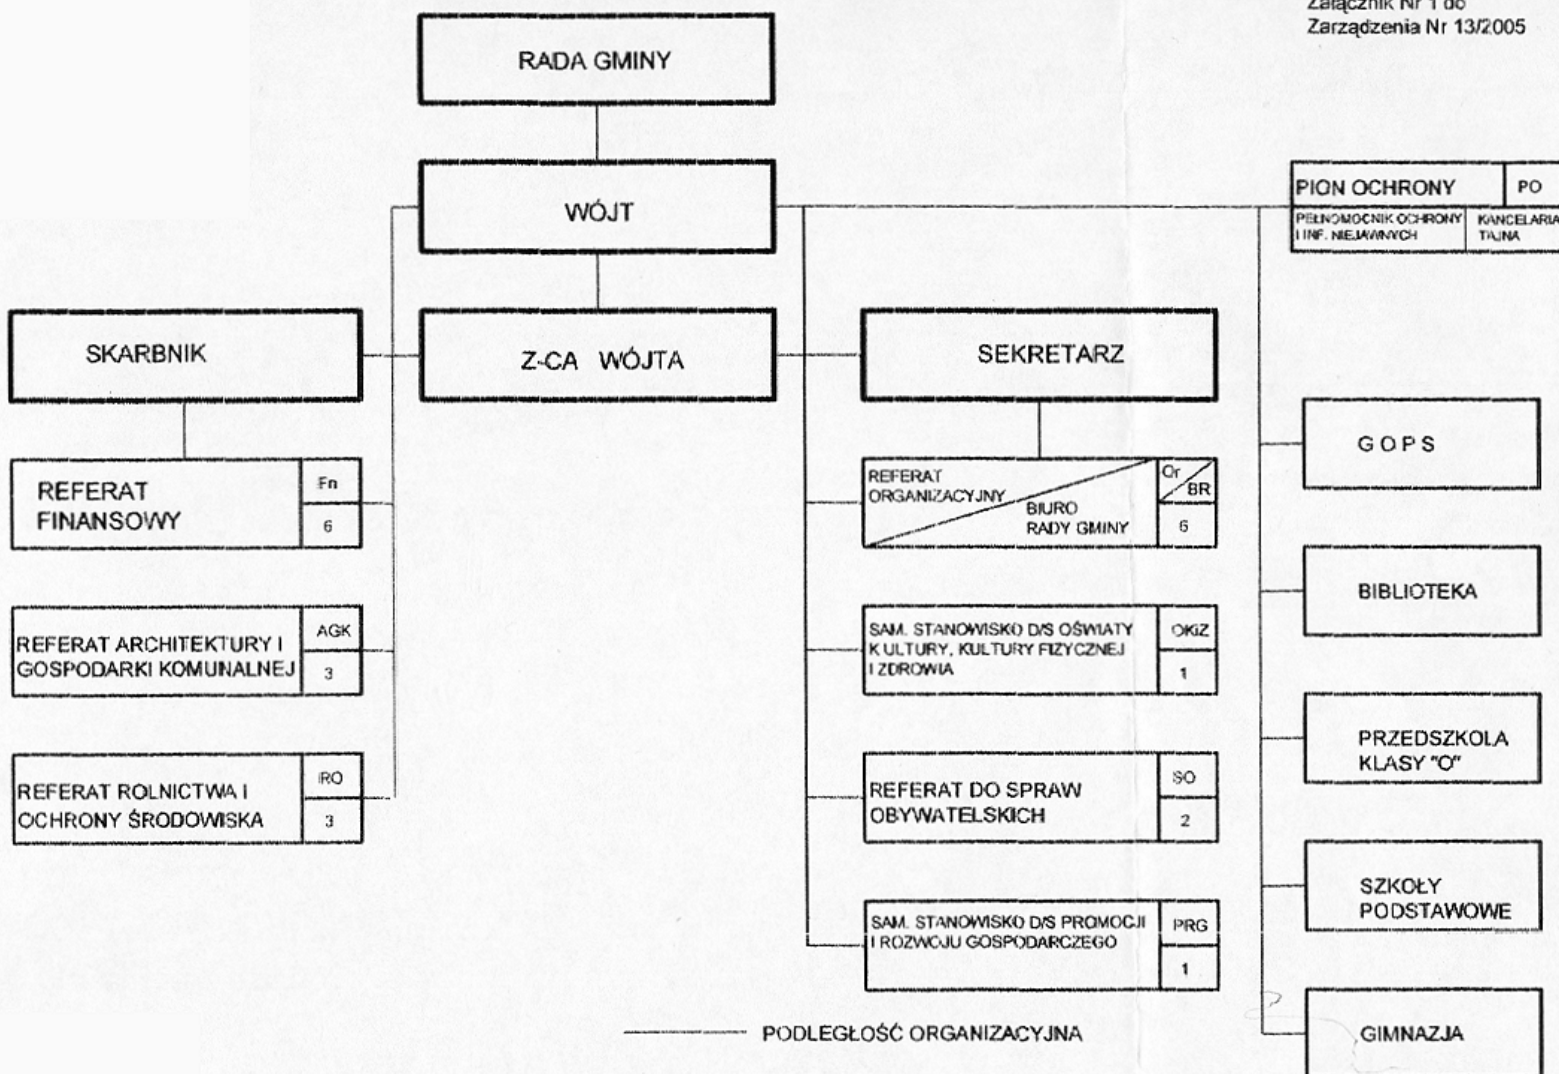 Załącznik Nr 1 do
Zarządzenia Nr 13/2005
RADA GMINY
WÓJT
PION OCHRONY
PO
PEŁNOMOCNIK OCHRONY
I INF. NIEJAWNYCH
KANCELARIA
TAJNA
SKARBNIK
Z-CA WÓJTA
SEKRETARZ
REFERAT
FINANSOWY
Fn
6
REFERAT
ORGANIZACYJNY
BIURO
RADY GMINY
Or
BR
6
GOPS
REFERAT ARCHITEKTURY I
GOSPODARKI KOMUNALNEJ
AGK
3
SAM. STANOWISKO D/S OŚWIATY
KULTURY, KULTURY FIZYCZNEJ
I ZDROWIA
OKiZ
1
BIBLIOTEKA
REFERAT ROLNICTWA I
OCHRONY ŚRODOWISKA
RO
3
REFERAT DO SPRAW
OBYWATELSKICH
SO
2
PRZEDSZKOLA
KLASY "O"
SAM. STANOWISKO D/S PROMOCJI
I ROZWOJU GOSPODARCZEGO
PRG
1
SZKOŁY
PODSTAWOWE
GIMNAZJA
PODLEGŁOŚĆ ORGANIZACYJNA